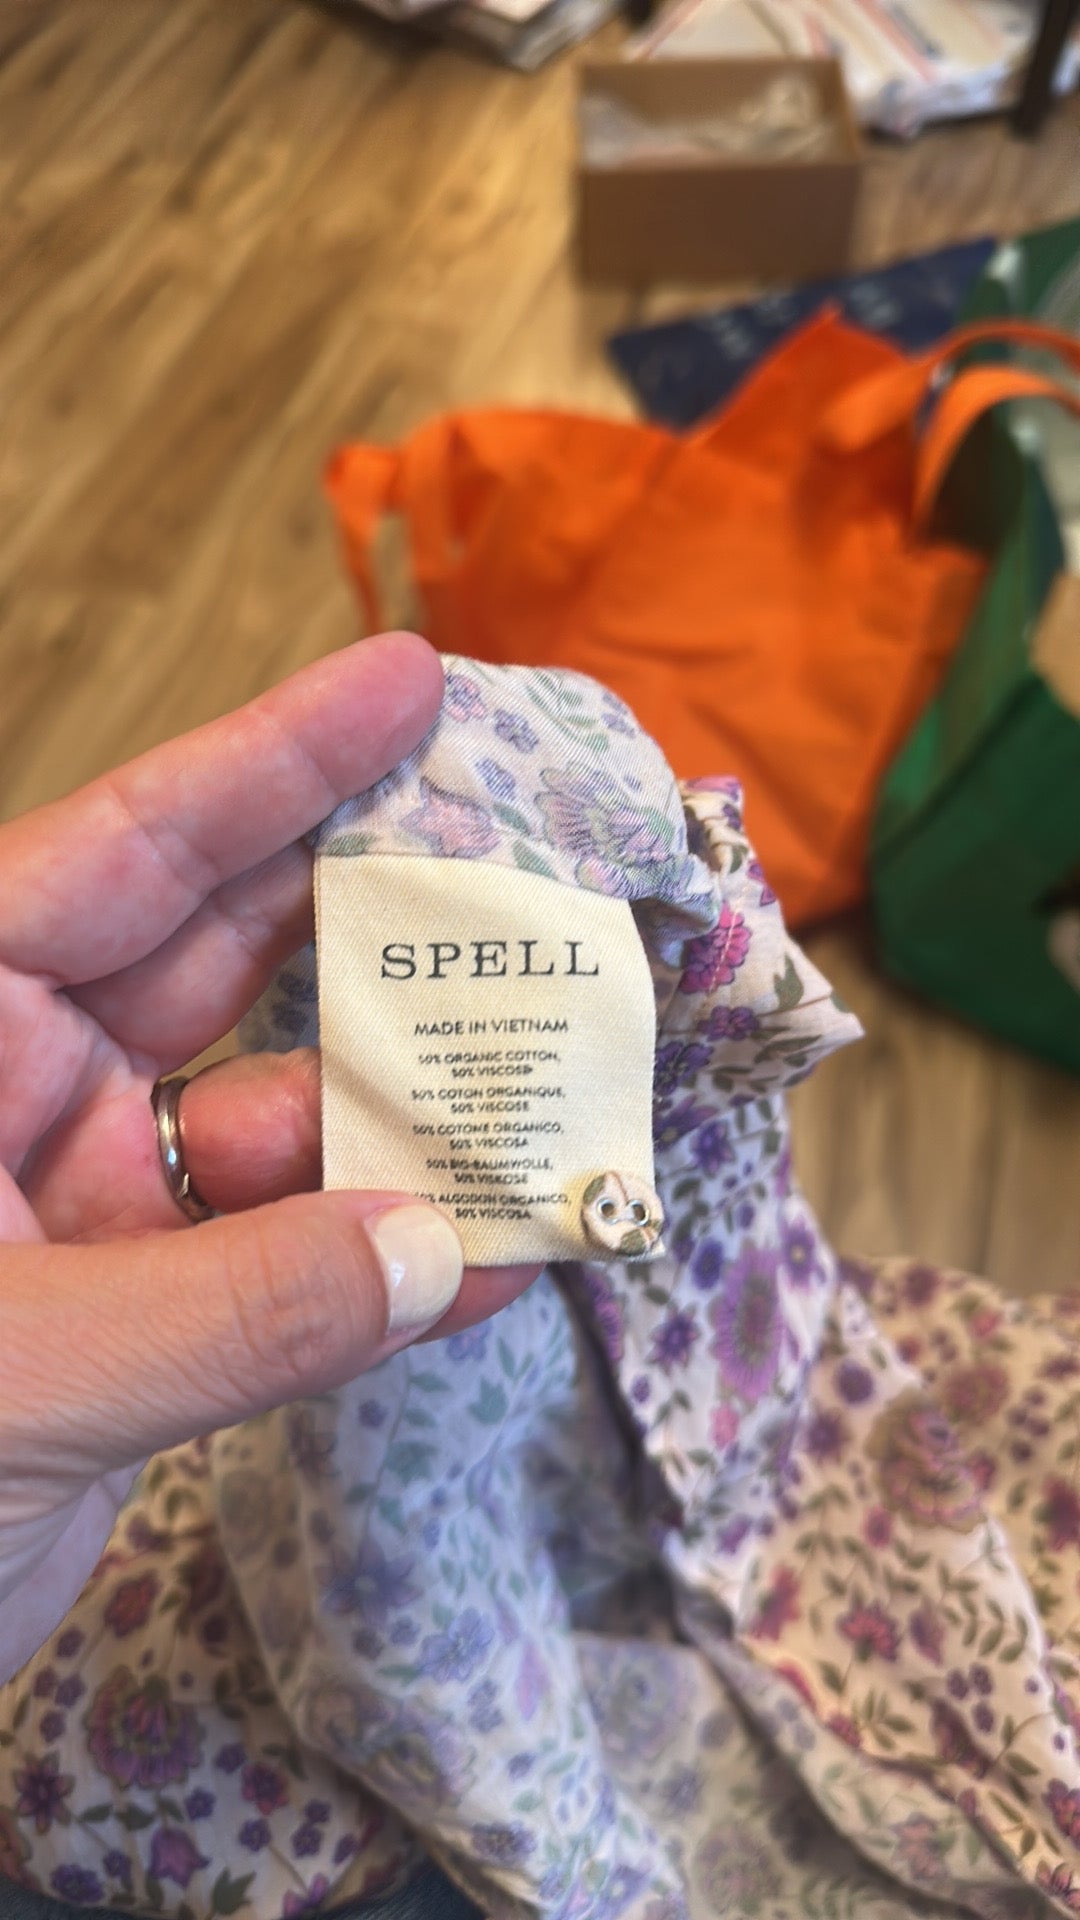 SPELL
MADE IN VIETNAM
50% ORGANIC COTTON,
50% VISCOSE
50% COTON ORGANIQUE,
50% VISCOSE
50% COTONE ORGANICO,
50% VISCOSA
50% BIO-BAUMWOLLE,
50% VISKOSE
0% ALGODON ORGANICO,
50% VISCOSA